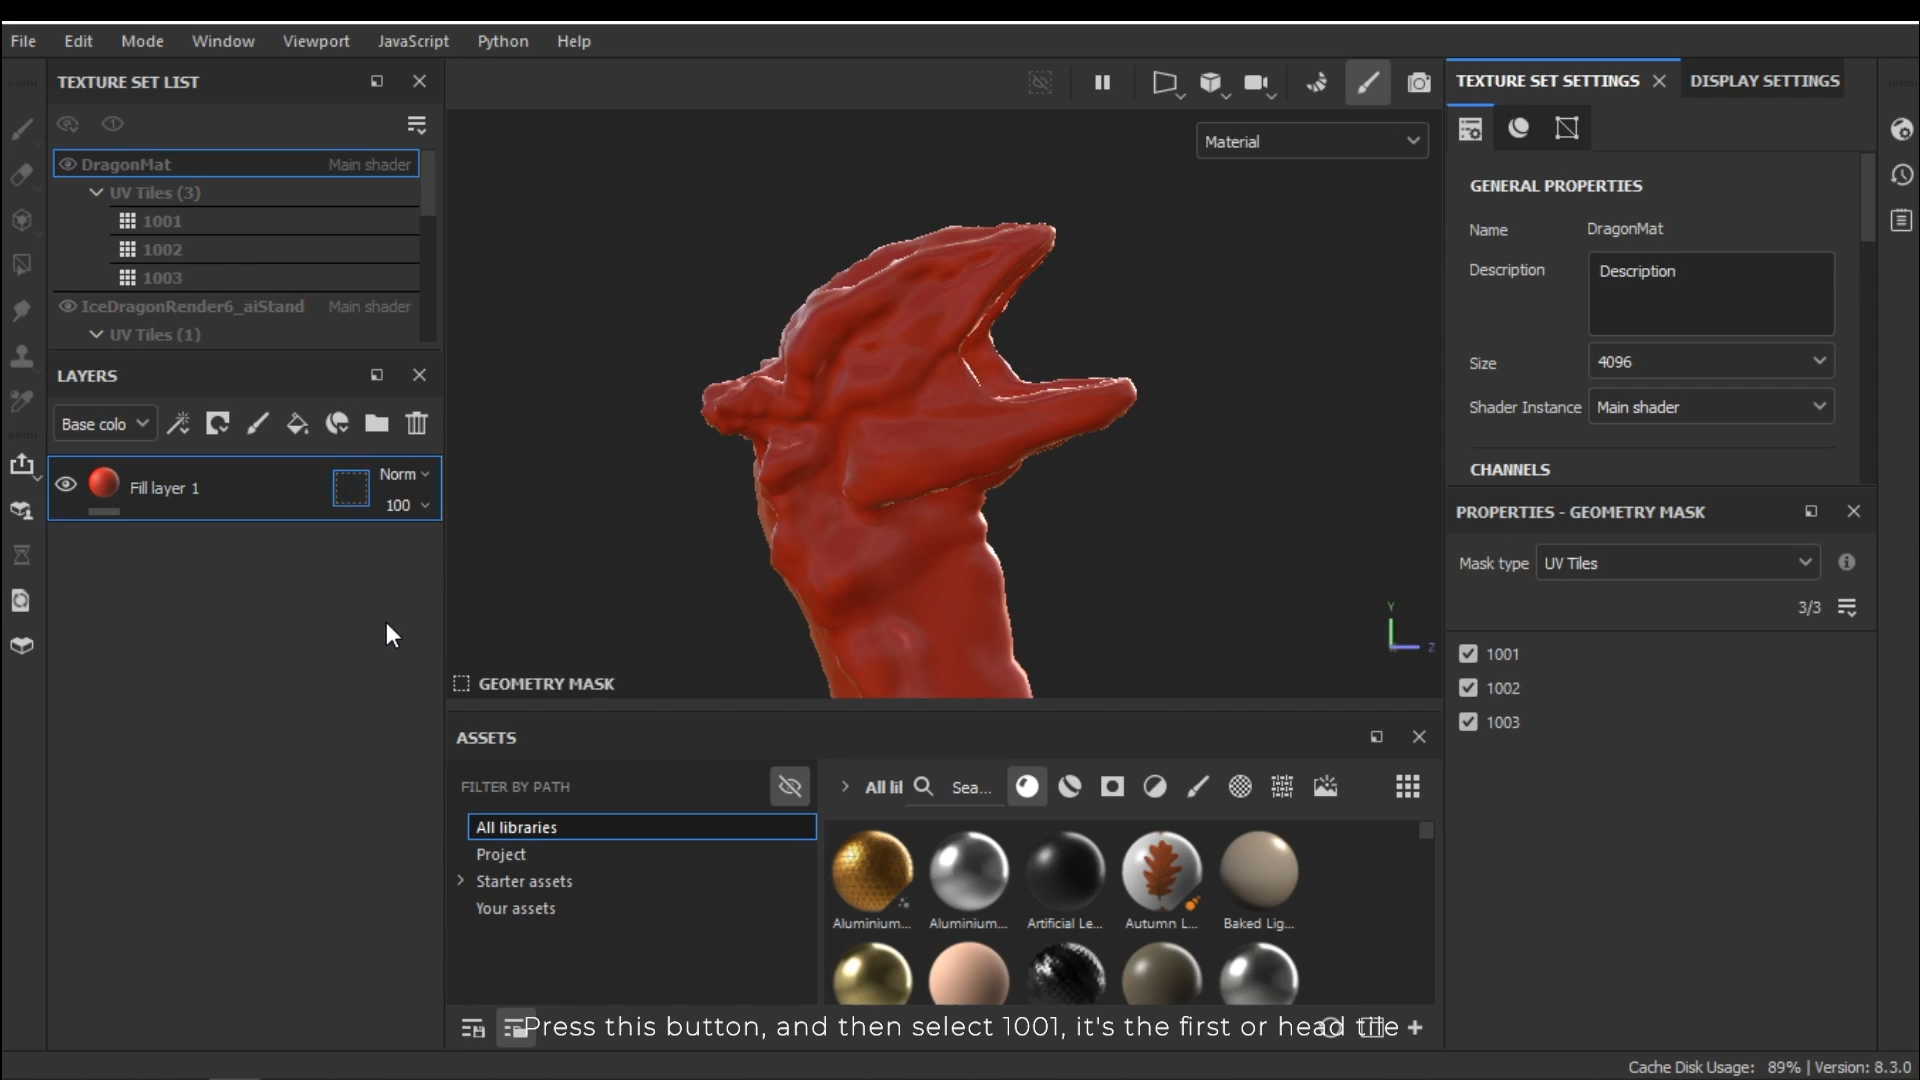 File Edit Mode Window Viewport JavaScript Python Help
TEXTURE SET LIST
DragonMat Main shader
UV Tiles (3)
1001
1002
1003
IceDragonRender6_aiStand Main shader
UV Tiles (1)
LAYERS
Base colo
Fill layer 1
Norm
100
Material
Y
Z
GEOMETRY MASK
ASSETS
FILTER BY PATH
All libraries
Project
Starter assets
Your assets
All lil Sea...
Aluminium... Aluminium... Artificial Le... Autumn L... Baked Lig...
Press this button, and then select 1001, it's the first or head tile
TEXTURE SET SETTINGS DISPLAY SETTINGS
GENERAL PROPERTIES
Name DragonMat
Description Description
Size 4096
Shader Instance Main shader
CHANNELS
PROPERTIES - GEOMETRY MASK
Mask type UV Tiles
3/3
1001
1002
1003
Cache Disk Usage: 89% | Version: 8.3.0